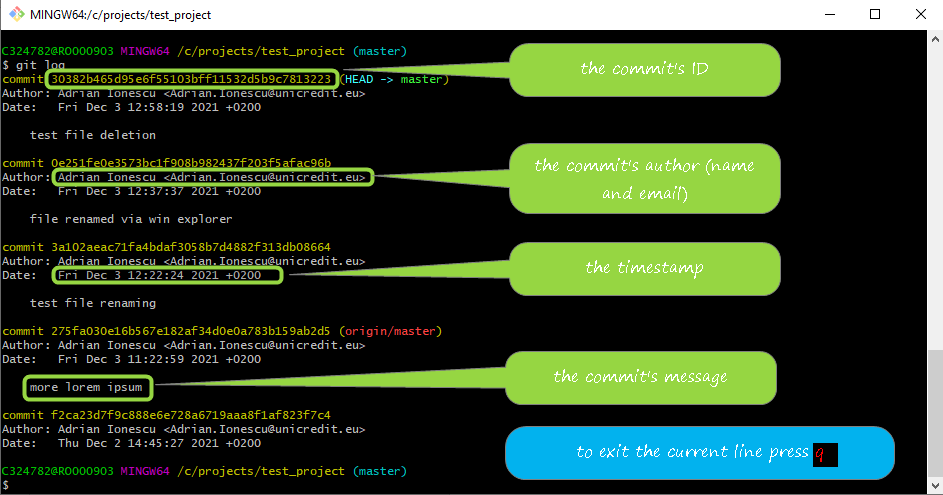 MINGW64:/c/projects/test_project
C324782@RO000903 MINGW64 /c/projects/test_project (master)
$ git log
commit 30382b465d95e6f55103bff11532d5b9c7813223 (HEAD -> master)
Author: Adrian Ionescu <Adrian.Ionescu@unicredit.eu>
Date: Fri Dec 3 12:58:19 2021 +0200
test file deletion
the commit's ID
commit 0e251fe0e3573bc1f908b982437f203f5afac96b
Author: Adrian Ionescu <Adrian.Ionescu@unicredit.eu>
Date: Fri Dec 3 12:37:37 2021 +0200
file renamed via win explorer
the commit's author (name
and email)
commit 3a102aeac71fa4bdaf3058b7d4882f313db08664
Author: Adrian Ionescu <Adrian.Ionescu@unicredit.eu>
Date: Fri Dec 3 12:22:24 2021 +0200
test file renaming
the timestamp
commit 275fa030e16b567e182af34d0e0a783b159ab2d5 (origin/master)
Author: Adrian Ionescu <Adrian.Ionescu@unicredit.eu>
Date: Fri Dec 3 11:22:59 2021 +0200
more lorem ipsum
the commit's message
commit f2ca23d7f9c888e6e728a6719aaa8f1af823f7c4
Author: Adrian Ionescu <Adrian.Ionescu@unicredit.eu>
Date: Thu Dec 2 14:45:27 2021 +0200
to exit the current line press q
C324782@RO000903 MINGW64 /c/projects/test_project (master)
$